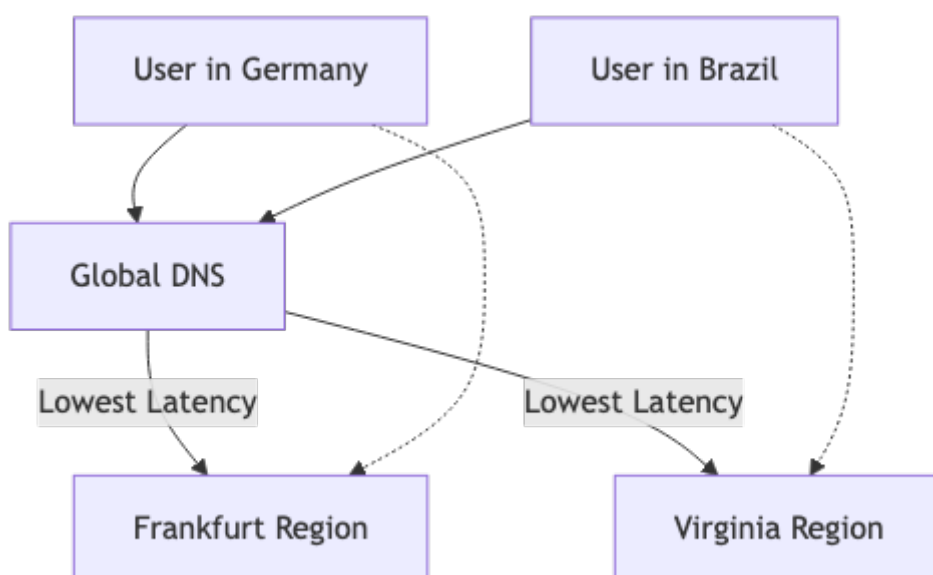 User in Germany
User in Brazil
Global DNS
Lowest Latency
Lowest Latency
Frankfurt Region
Virginia Region